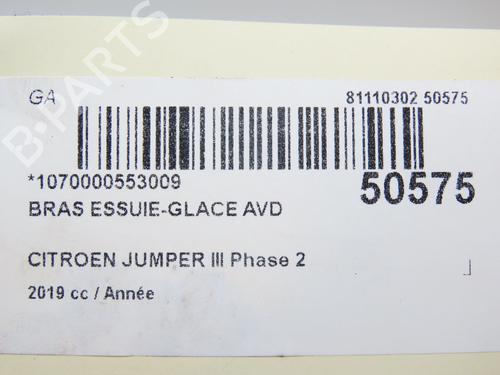 B-PARTS
GA
81110302 50575
*1070000553009
50575
BRAS ESSUIE-GLACE AVD
CITROEN JUMPER III Phase 2
2019 cc / Année